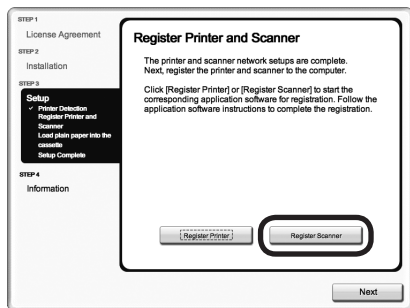 STEP 1
License Agreement
STEP 2
Installation
STEP 3
Setup
✓ Printer Detection
Register Printer and
Scanner
Load plain paper into the
cassette
Setup Complete
STEP 4
Information
Register Printer and Scanner
The printer and scanner network setups are complete.
Next, register the printer and scanner to the computer.
Click [Register Printer] or [Register Scanner] to start the
corresponding application software for registration. Follow the
application software instructions to complete the registration.
Register Printer
Register Scanner
Next